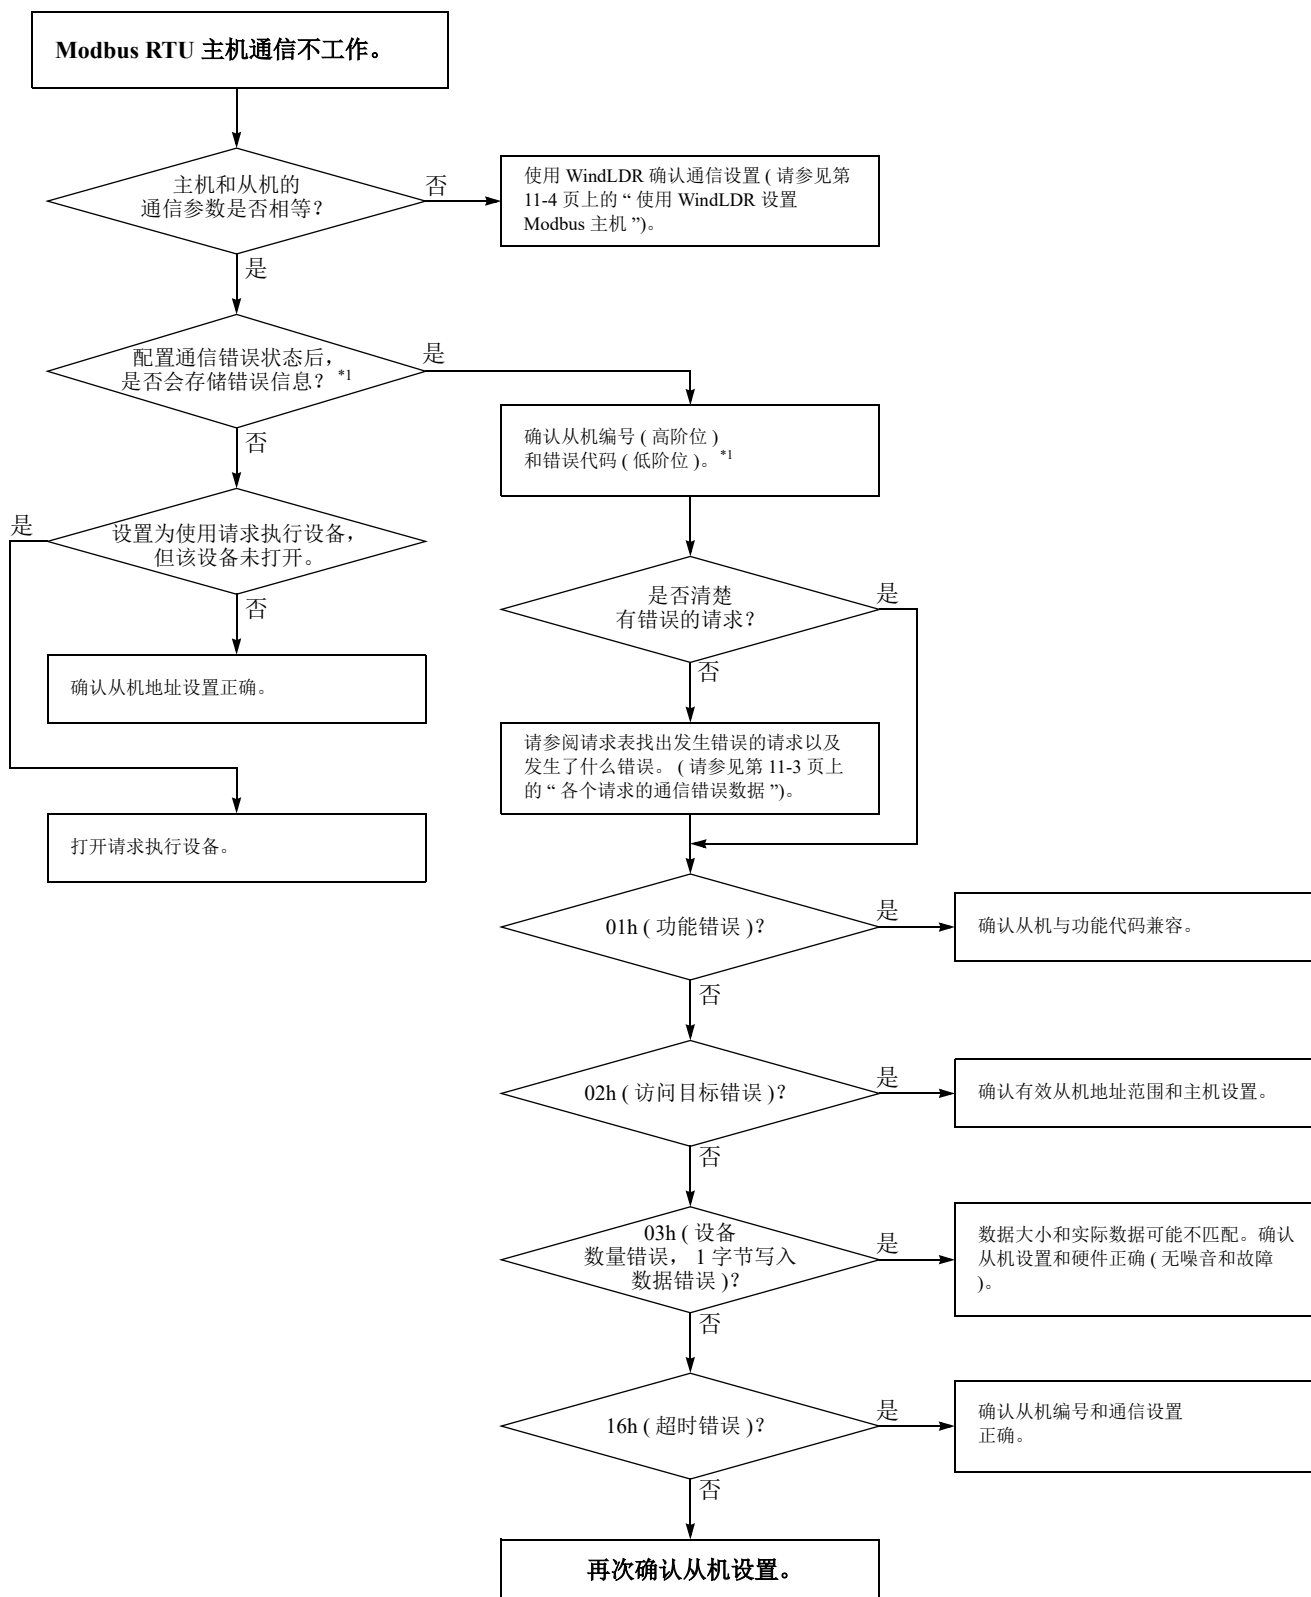 Modbus RTU 主机通信不工作。
主机和从机的
通信参数是否相等？
否
使用 WindLDR 确认通信设置 ( 请参见第
11-4 页上的 “ 使用 WindLDR 设置
Modbus 主机 ”)。
是
配置通信错误状态后，
是否会存储错误信息？ *1
是
确认从机编号 ( 高阶位 )
和错误代码 ( 低阶位 )。*1
否
是
设置为使用请求执行设备，
但该设备未打开。
否
确认从机地址设置正确。
打开请求执行设备。
是否清楚
有错误的请求？
是
否
请参阅请求表找出发生错误的请求以及
发生了什么错误。 ( 请参见第 11-3 页上
的 “ 各个请求的通信错误数据 ”)。
01h ( 功能错误 )？
是
确认从机与功能代码兼容。
否
02h ( 访问目标错误 )？
是
确认有效从机地址范围和主机设置。
否
03h ( 设备
数量错误， 1 字节写入
数据错误 )？
是
数据大小和实际数据可能不匹配。确认
从机设置和硬件正确 ( 无噪音和故障
)。
否
16h ( 超时错误 )？
是
确认从机编号和通信设置
正确。
否
再次确认从机设置。